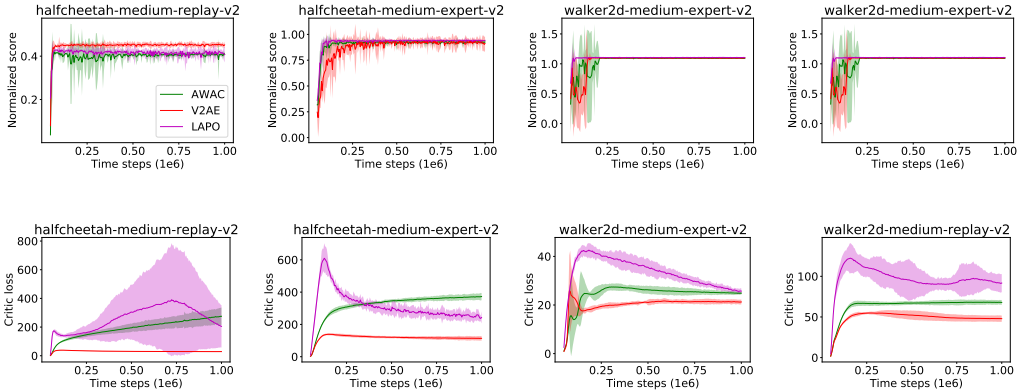 halfcheetah-medium-replay-v2
Normalized score
0.4
0.2
AWAC
V2AE
LAPO
0.25 0.50 0.75 1.00
Time steps (1e6)
halfcheetah-medium-expert-v2
Normalized score
1.00
0.75
0.50
0.25
0.00
0.25 0.50 0.75 1.00
Time steps (1e6)
walker2d-medium-expert-v2
Normalized score
1.5
1.0
0.5
0.0
0.25 0.50 0.75 1.00
Time steps (1e6)
walker2d-medium-expert-v2
Normalized score
1.5
1.0
0.5
0.0
0.25 0.50 0.75 1.00
Time steps (1e6)
halfcheetah-medium-replay-v2
Critic loss
800
600
400
200
0
0.25 0.50 0.75 1.00
Time steps (1e6)
halfcheetah-medium-expert-v2
Critic loss
600
400
200
0
0.25 0.50 0.75 1.00
Time steps (1e6)
walker2d-medium-expert-v2
Critic loss
40
20
0
0.25 0.50 0.75 1.00
Time steps (1e6)
walker2d-medium-replay-v2
Critic loss
100
50
0
0.25 0.50 0.75 1.00
Time steps (1e6)